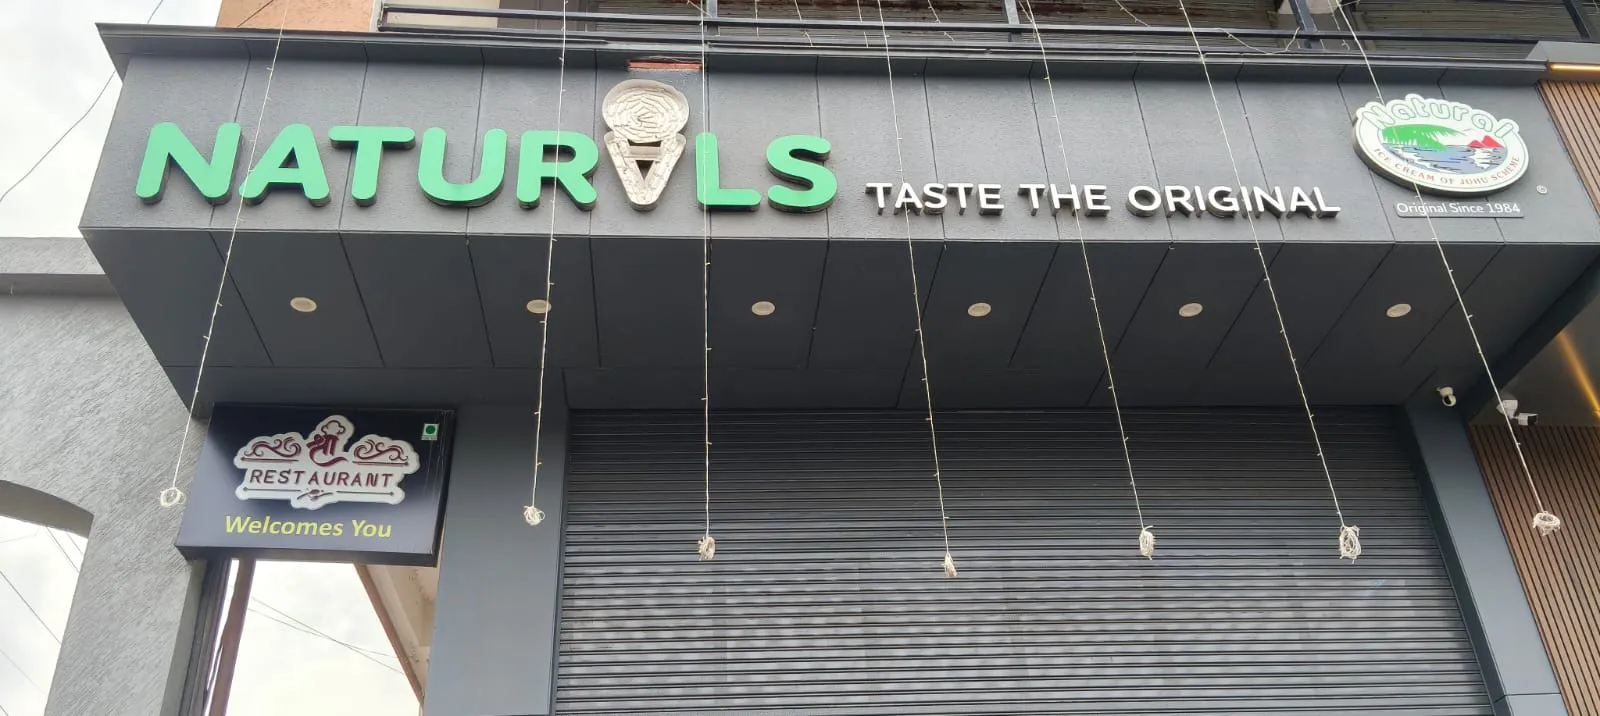 NATURALS
TASTE THE ORIGINAL
Natural
ICE CREAM OF JUHU SCHEME
®
Original Since 1984
श्री
RESTAURANT
Welcomes You